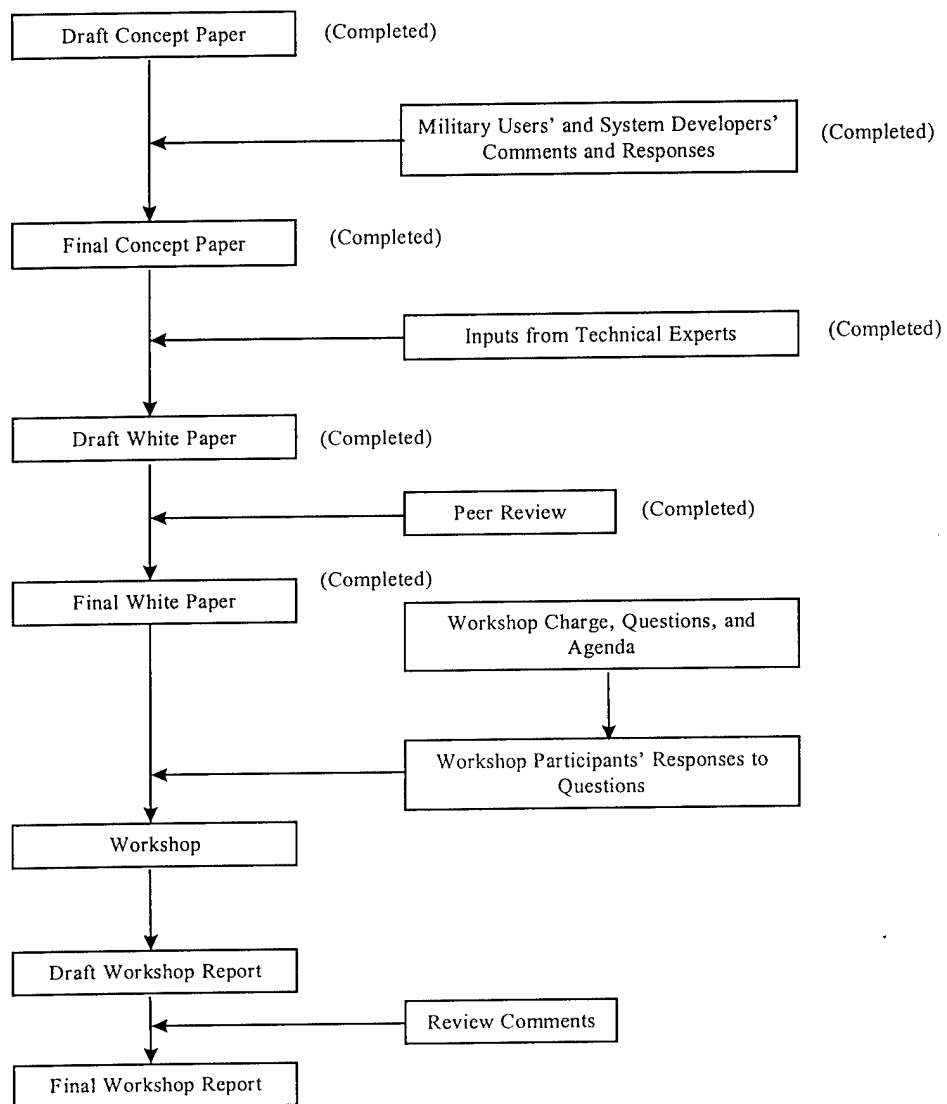 Draft Concept Paper (Completed)
Military Users' and System Developers' (Completed)
Comments and Responses
Final Concept Paper (Completed)
Inputs from Technical Experts (Completed)
Draft White Paper (Completed)
Peer Review (Completed)
(Completed)
Final White Paper
Workshop Charge, Questions, and
Agenda
Workshop Participants' Responses to
Questions
Workshop
Draft Workshop Report
Review Comments
Final Workshop Report